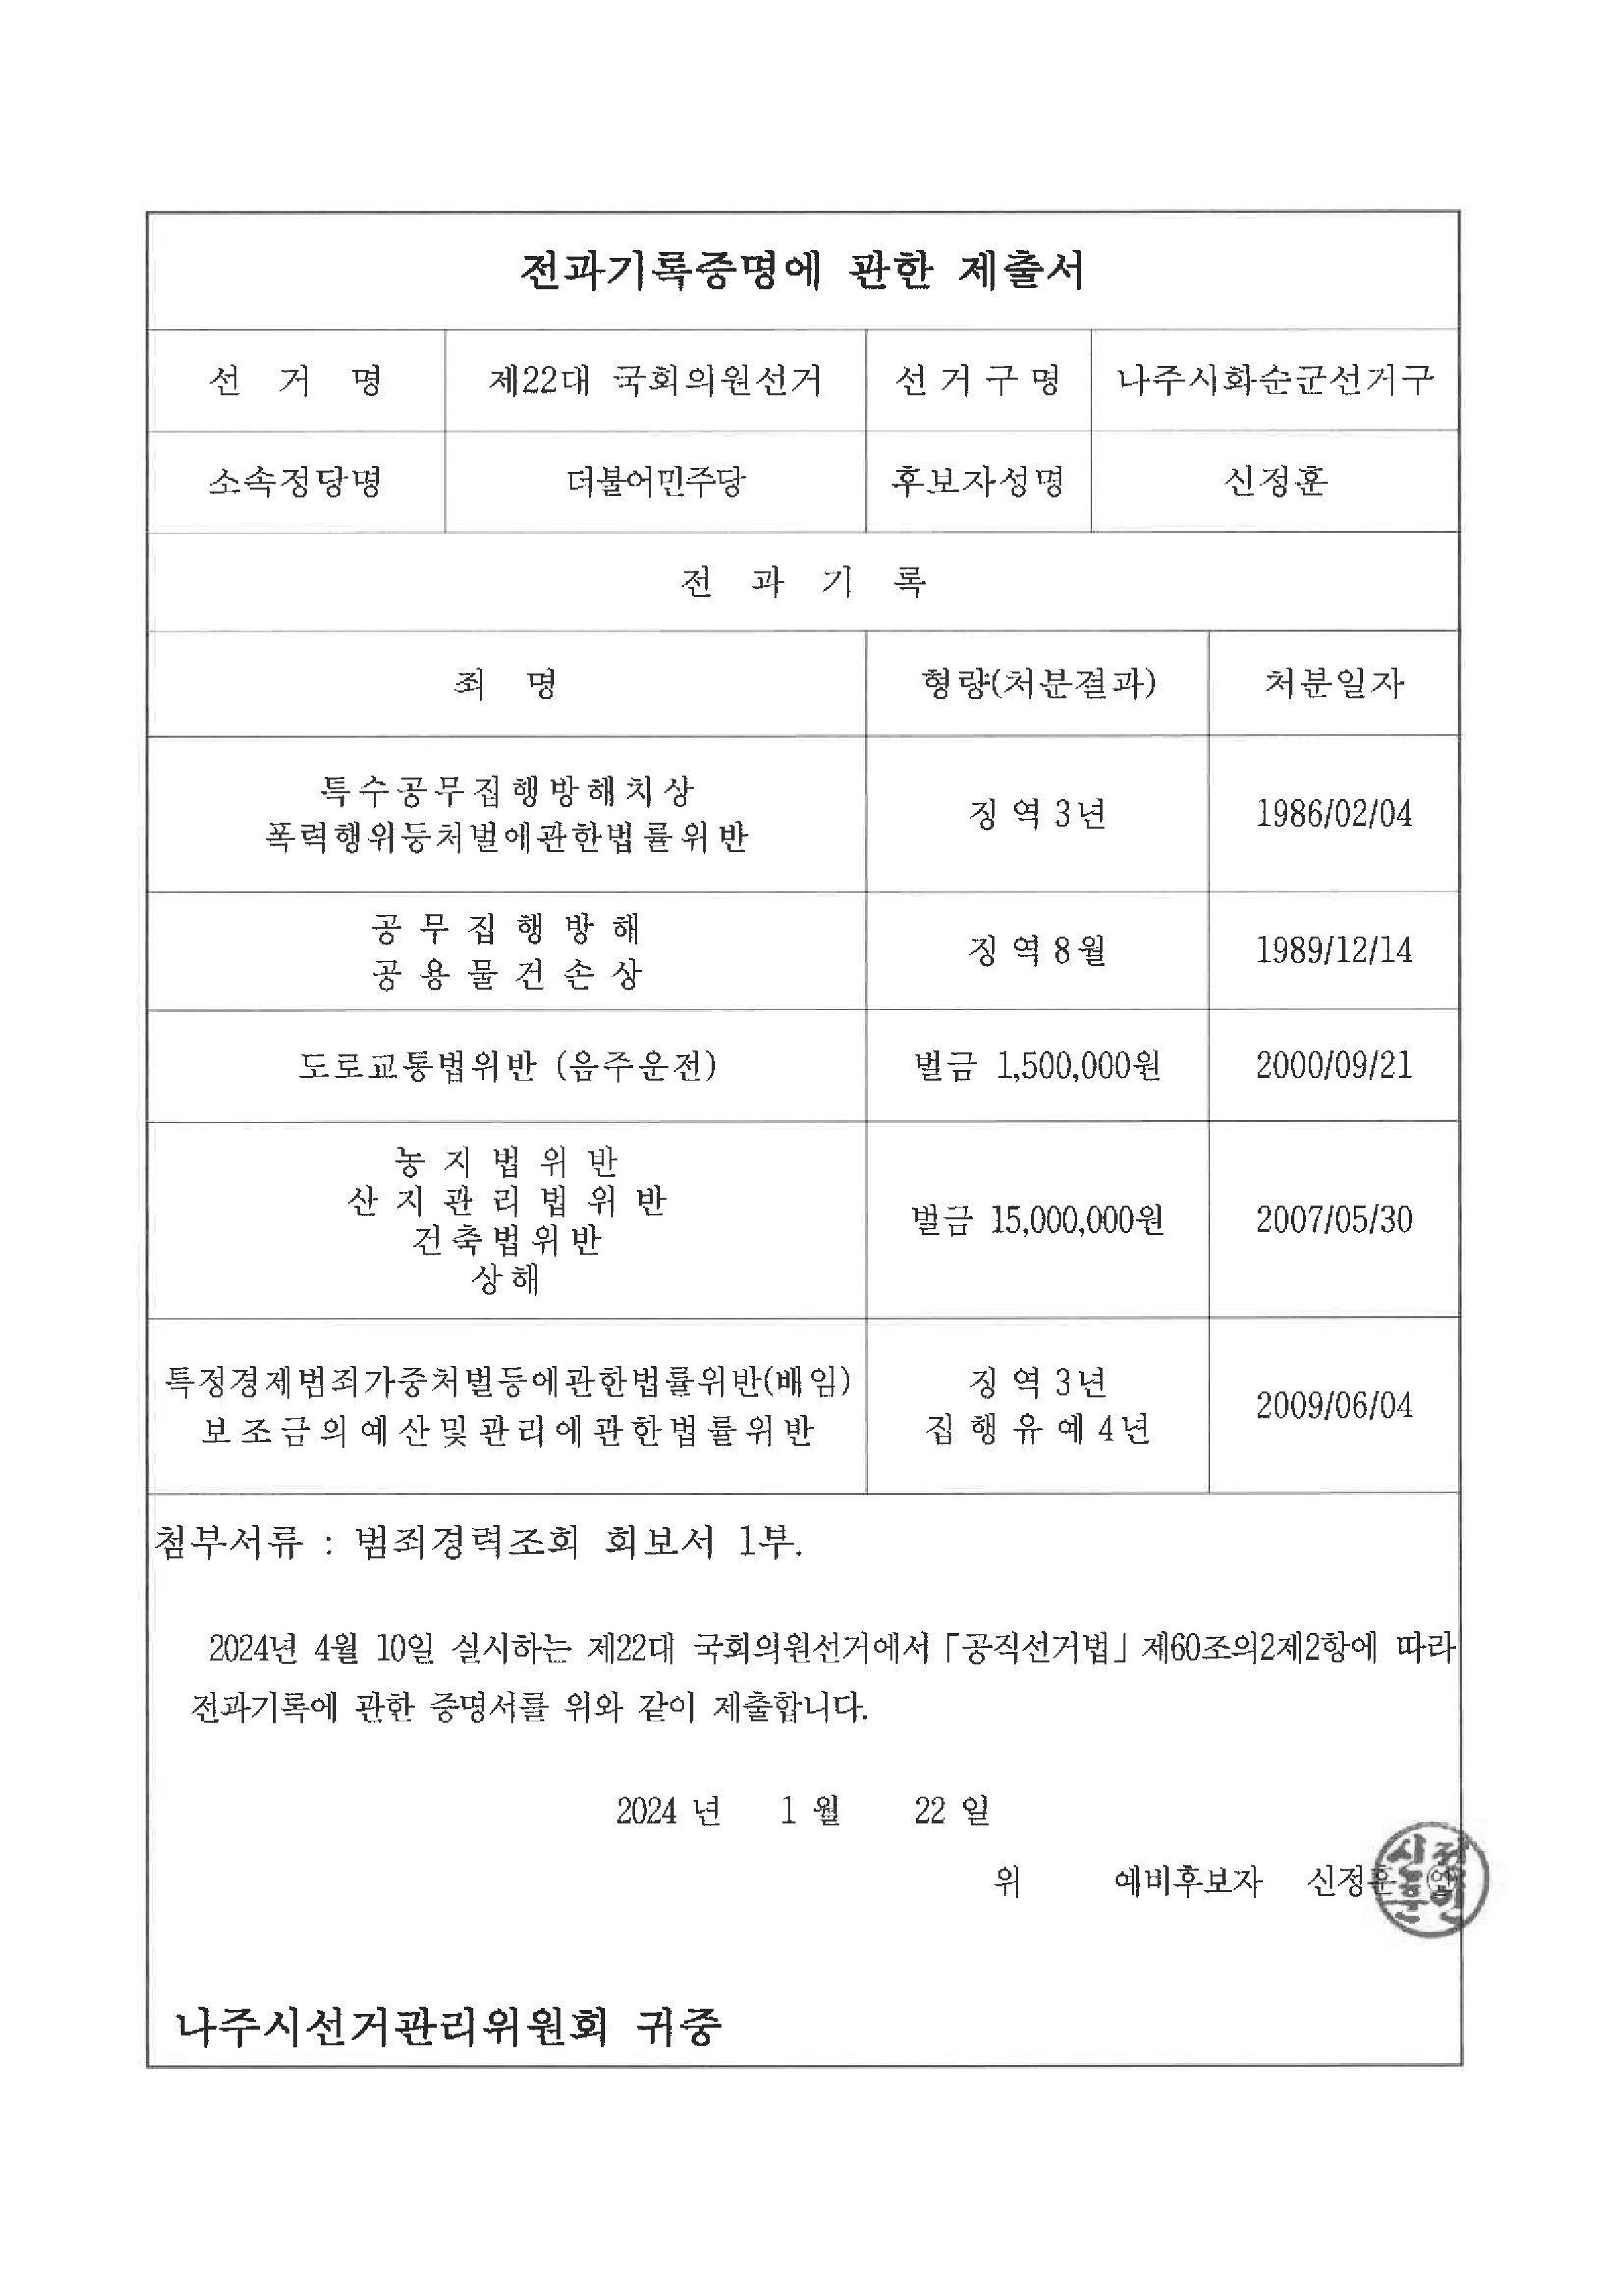 전과기록증명에 관한 제출서
선 거 명 제22대 국회의원선거 선거구명 나주시화순군선거구
소속정당명 더불어민주당 후보자성명 신정훈
전 과 기 록
죄 명 형량(처분결과) 처분일자
특수공무집행방해치상
폭력행위등처벌에관한법률위반
징역3년 1986/02/04
공무집행방해
공용물건손상
징역8월 1989/12/14
도로교통법위반 (음주운전) 벌금 1,500,000원 2000/09/21
농지법위반
산지관리법위반
건축법위반
상해
벌금 15,000,000원 2007/05/30
특정경제범죄가중처벌등에관한법률위반(배임)
보조금의예산및관리에관한법률위반
징역3년
집행유예4년
2009/06/04
첨부서류 : 범죄경력조회 회보서 1부.
2024년 4월 10일 실시하는 제22대 국회의원선거에서 「공직선거법」 제60조의2제2항에 따라
전과기록에 관한 증명서를 위와 같이 제출합니다.
2024 년 1 월 22 일
위 예비후보자 신정훈
나주시선거관리위원회 귀중